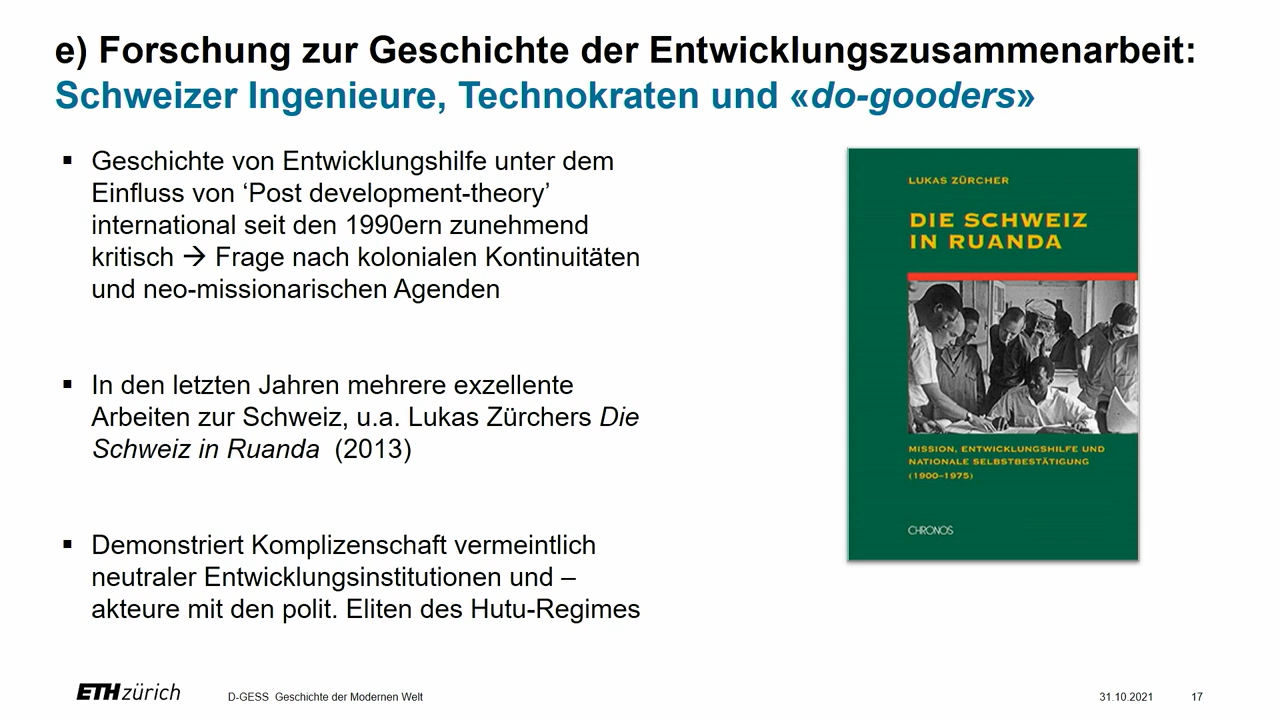 e) Forschung zur Geschichte der Entwicklungszusammenarbeit:
Schweizer Ingenieure, Technokraten und «do-gooders»
▪ Geschichte von Entwicklungshilfe unter dem
Einfluss von ‘Post development-theory’
international seit den 1990ern zunehmend
kritisch → Frage nach kolonialen Kontinuitäten
und neo-missionarischen Agenden
▪ In den letzten Jahren mehrere exzellente
Arbeiten zur Schweiz, u.a. Lukas Zürchers Die
Schweiz in Ruanda (2013)
▪ Demonstriert Komplizenschaft vermeintlich
neutraler Entwicklungsinstitutionen und –
akteure mit den polit. Eliten des Hutu-Regimes
LUKAS ZÜRCHER
DIE SCHWEIZ
IN RUANDA
MISSION, ENTWICKLUNGSHILFE UND
NATIONALE SELBSTBESTÄTIGUNG
(1900–1975)
CHRONOS
ETH zürich
D-GESS Geschichte der Modernen Welt
31.10.2021
17